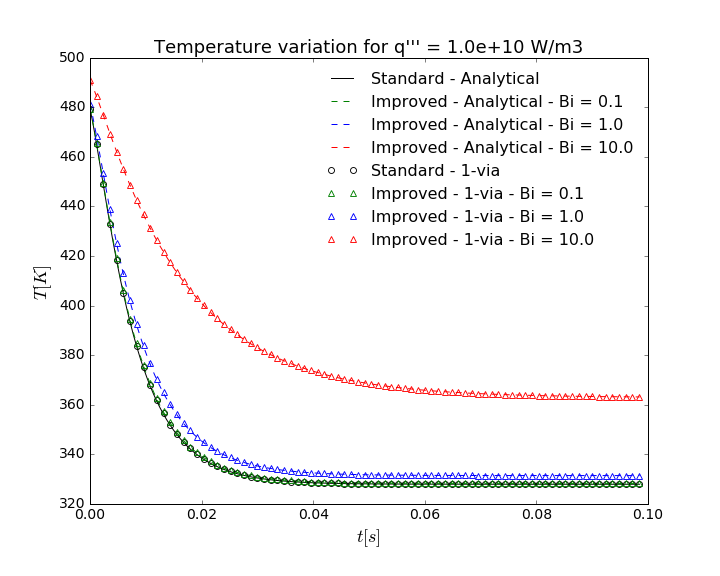 Temperature variation for q''' = 1.0e+10 W/m3
500
480
460
440
420
400
380
360
340
320
T[K]
Standard - Analytical
Improved - Analytical - Bi = 0.1
Improved - Analytical - Bi = 1.0
Improved - Analytical - Bi = 10.0
Standard - 1-via
Improved - 1-via - Bi = 0.1
Improved - 1-via - Bi = 1.0
Improved - 1-via - Bi = 10.0
0.00 0.02 0.04 0.06 0.08 0.10
t[s]